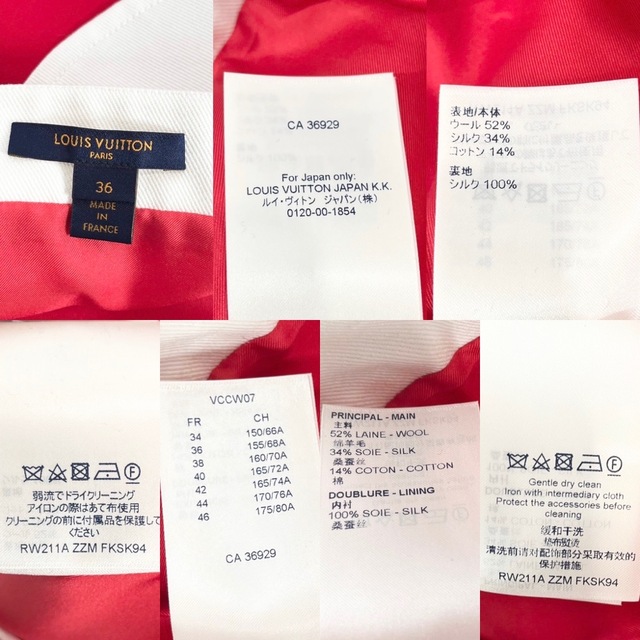 LOUIS VUITTON
PARIS
36
MADE
IN
FRANCE
CA 36929
For Japan only:
LOUIS VUITTON JAPAN K.K.
ルイ・ヴィトン ジャパン(株)
0120-00-1854
表地/本体
ウール 52%
シルク 34%
コットン 14%
裏地
シルク 100%
弱流でドライクリーニング
アイロンの際はあて布使用
クリーニングの前に付属品を保護して
ください
RW211A ZZM FKSK94
VCCW07
FR CH
34 150/66A
36 155/68A
38 160/70A
40 165/72A
42 165/74A
44 170/76A
46 175/80A
CA 36929
PRINCIPAL - MAIN
主料
52% LAINE - WOOL
绵羊毛
34% SOIE - SILK
桑蚕丝
14% COTON - COTTON
棉
DOUBLURE - LINING
内衬
100% SOIE - SILK
桑蚕丝
Gentle dry clean
Iron with intermediary cloth
Protect the accessories before
cleaning
缓和干洗
垫布熨烫
清洗前请对配饰部分采取有效的
保护措施
RW211A ZZM FKSK94